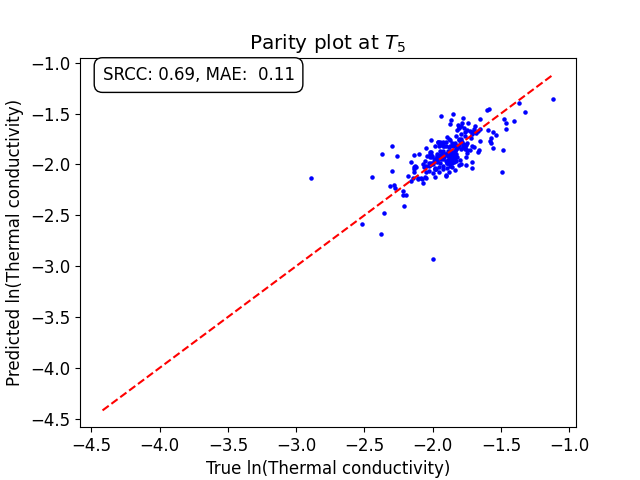 Parity plot at T₅
SRCC: 0.69, MAE:  0.11
Predicted ln(Thermal conductivity)
−1.0
−1.5
−2.0
−2.5
−3.0
−3.5
−4.0
−4.5
−4.5 −4.0 −3.5 −3.0 −2.5 −2.0 −1.5 −1.0
True ln(Thermal conductivity)